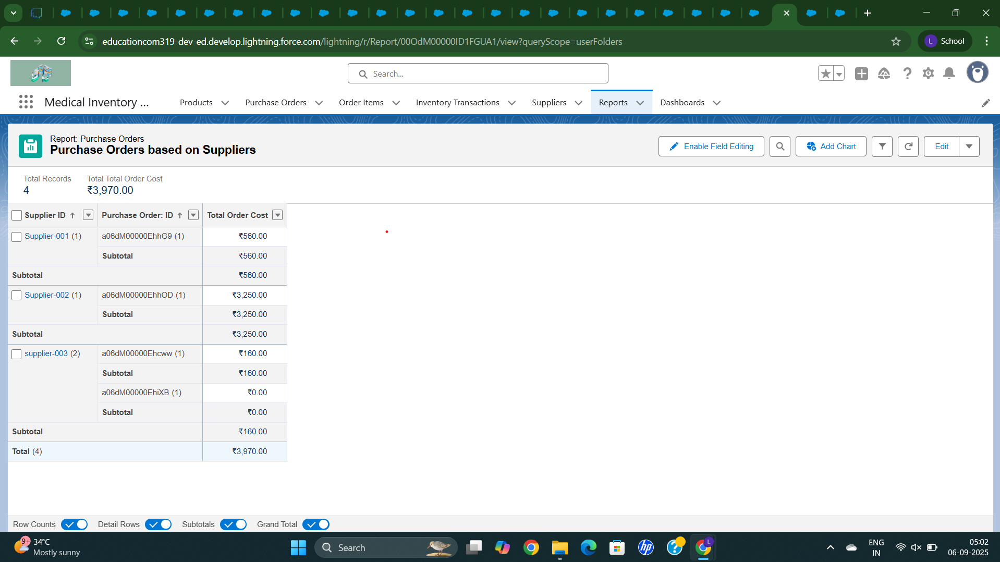 educationcom319-dev-ed.develop.lightning.force.com/lightning/r/Report/00OdM00000ID1FGUA1/view?queryScope=userFolders
L School
Search...
Medical Inventory ... Products Purchase Orders Order Items Inventory Transactions Suppliers Reports Dashboards
Report: Purchase Orders
Purchase Orders based on Suppliers
Enable Field Editing Add Chart Edit
Total Records Total Total Order Cost
4 ₹3,970.00
Supplier ID ↑ Purchase Order: ID ↑ Total Order Cost
Supplier-001 (1) a06dM00000EhhG9 (1) ₹560.00
Subtotal ₹560.00
Subtotal ₹560.00
Supplier-002 (1) a06dM00000EhhOD (1) ₹3,250.00
Subtotal ₹3,250.00
Subtotal ₹3,250.00
supplier-003 (2) a06dM00000Ehcww (1) ₹160.00
Subtotal ₹160.00
a06dM00000EhiXB (1) ₹0.00
Subtotal ₹0.00
Subtotal ₹160.00
Total (4) ₹3,970.00
Row Counts Detail Rows Subtotals Grand Total
9+ 34°C
Mostly sunny
Search
hp
L
ENG
IN
05:02
06-09-2025